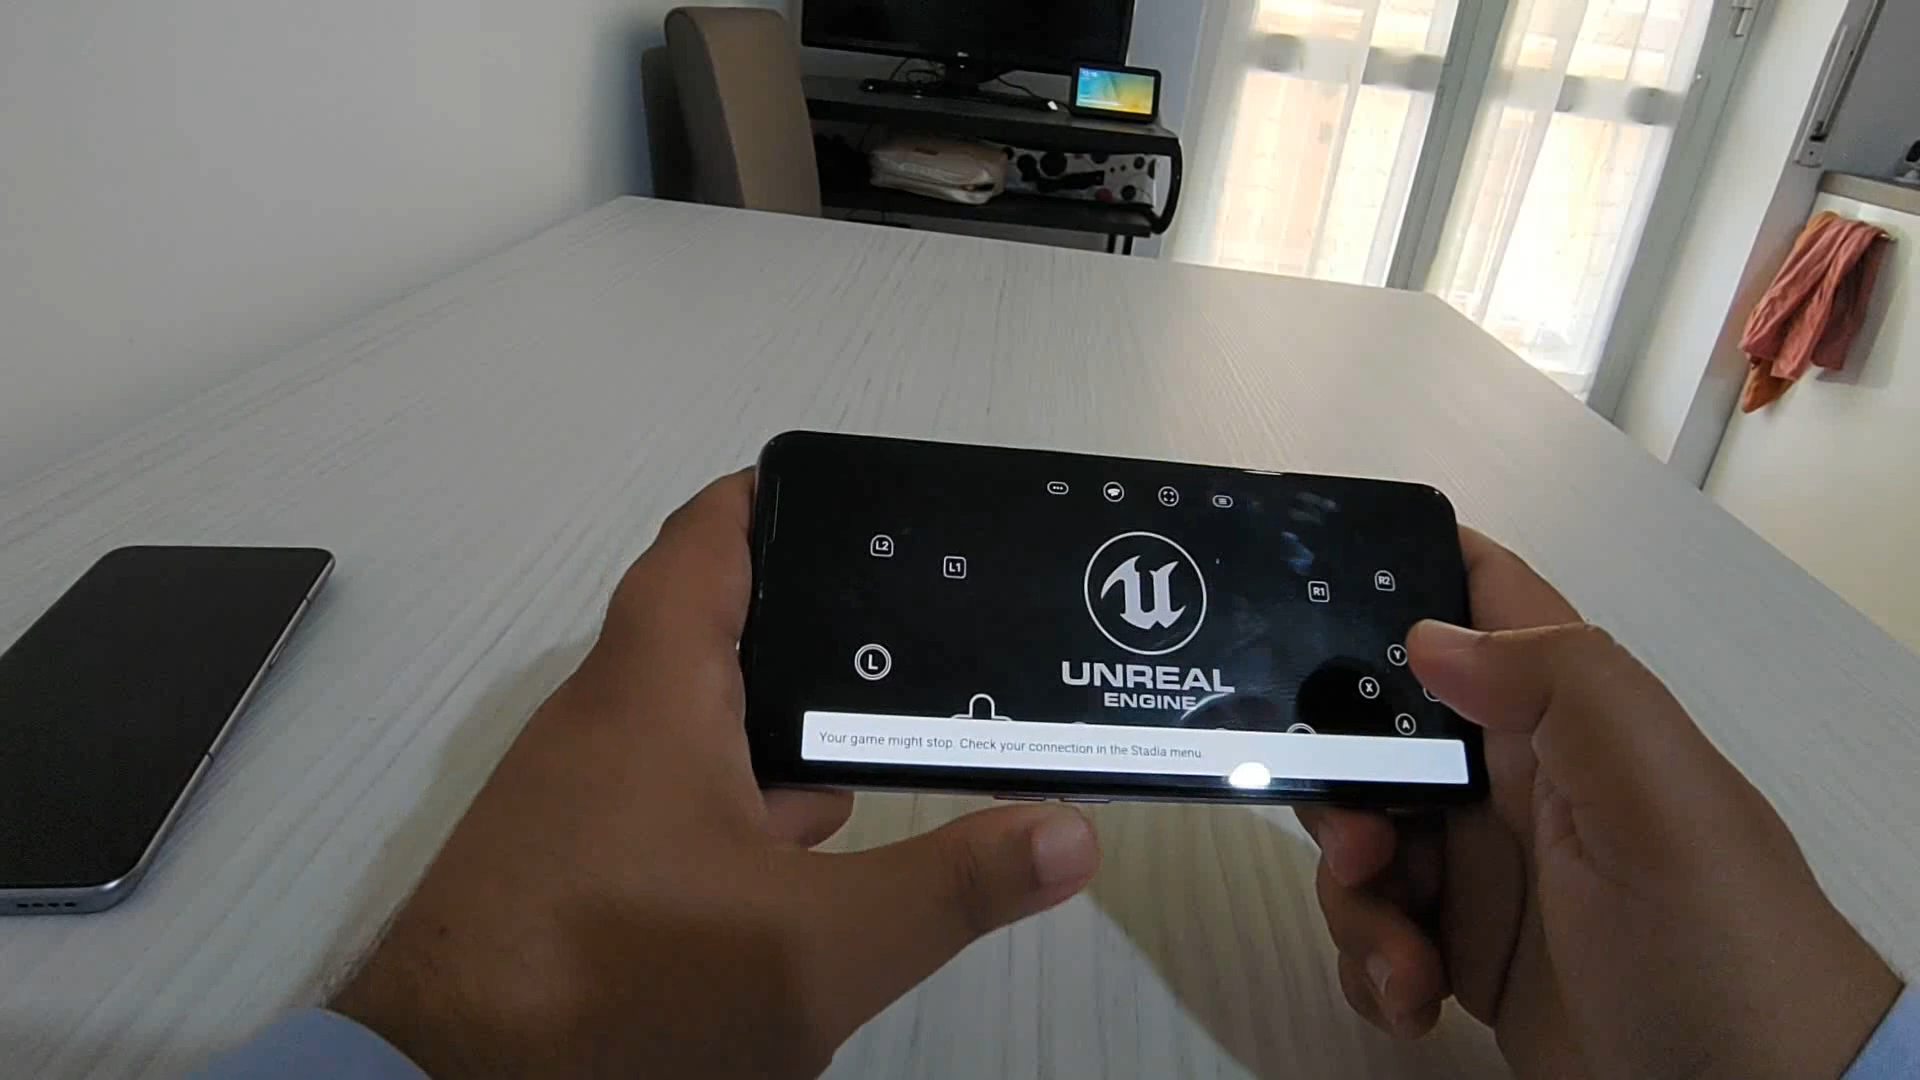 L2
L1
R1
R2
L
Y
X
A
UNREAL
ENGINE
Your game might stop. Check your connection in the Stadia menu.